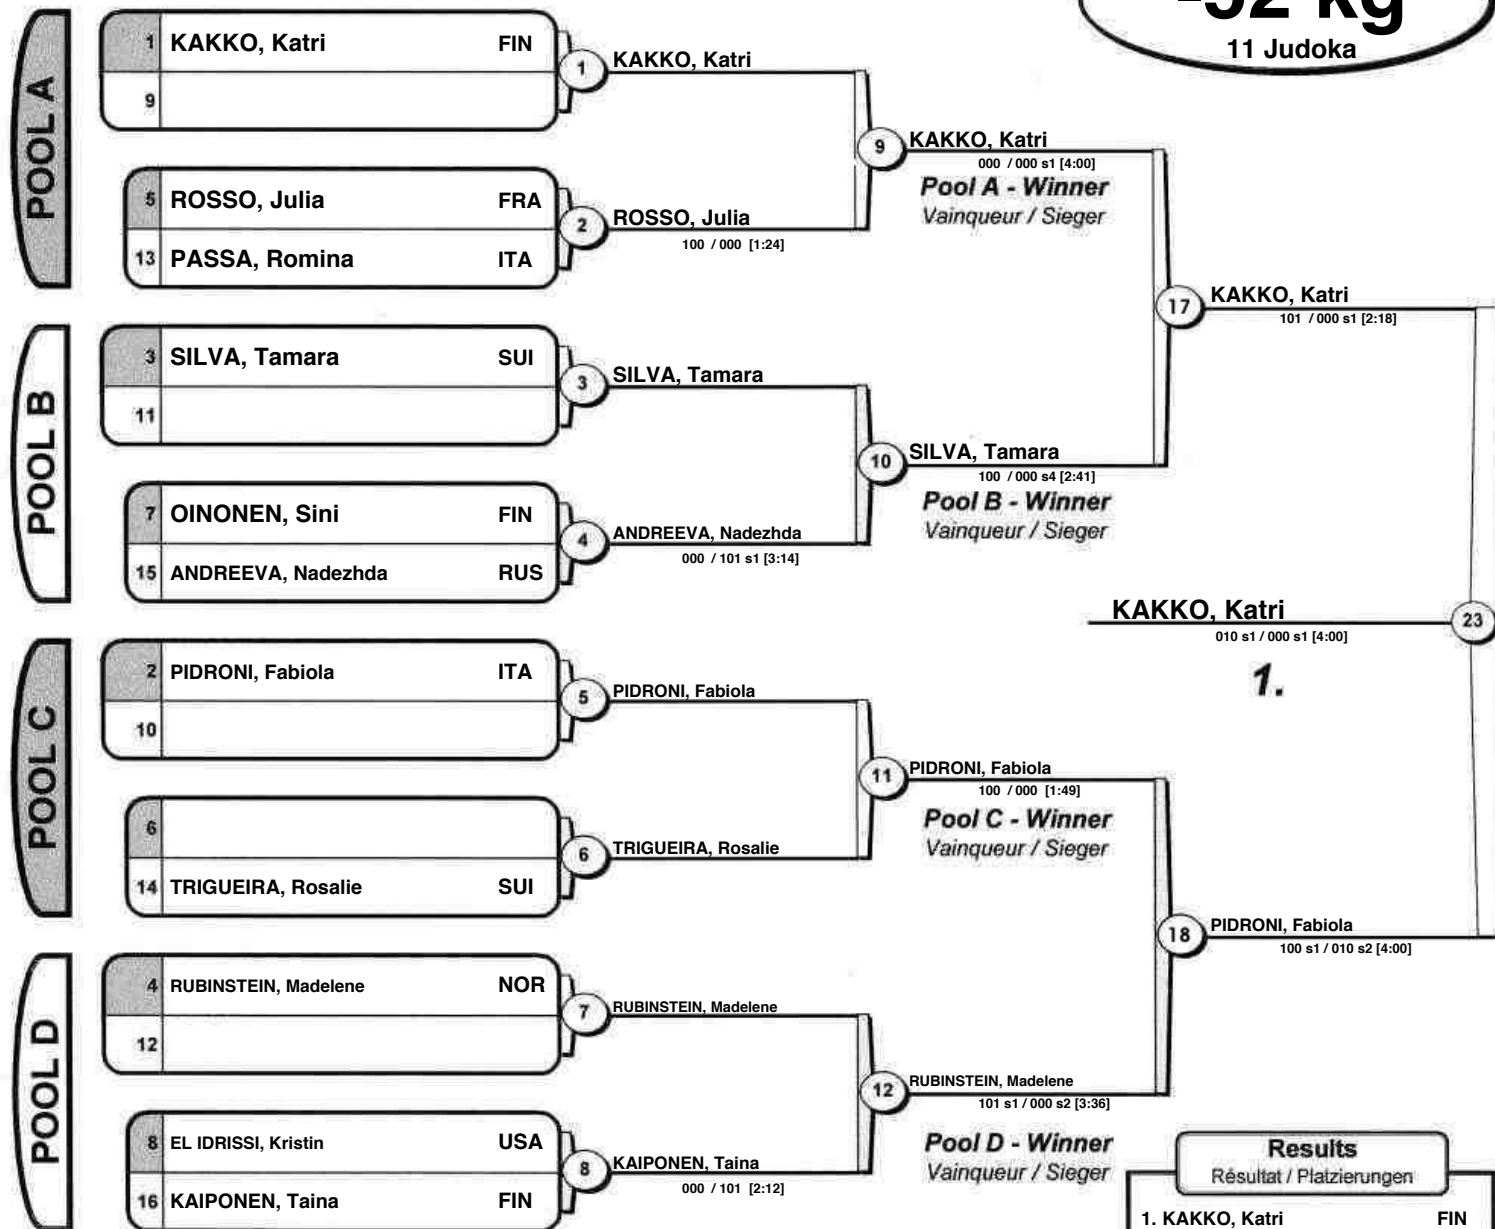 -52 kg
11 Judoka
POOL A
1 KAKKO, Katri FIN
9
5 ROSSO, Julia FRA
13 PASSA, Romina ITA
1 KAKKO, Katri
2 ROSSO, Julia
100 / 000 [1:24]
9 KAKKO, Katri
000 / 000 s1 [4:00]
Pool A - Winner
Vainqueur / Sieger
POOL B
3 SILVA, Tamara SUI
11
7 OINONEN, Sini FIN
15 ANDREEVA, Nadezhda RUS
3 SILVA, Tamara
4 ANDREEVA, Nadezhda
000 / 101 s1 [3:14]
10 SILVA, Tamara
100 / 000 s4 [2:41]
Pool B - Winner
Vainqueur / Sieger
17 KAKKO, Katri
101 / 000 s1 [2:18]
KAKKO, Katri 23
010 s1 / 000 s1 [4:00]
1.
POOL C
2 PIDRONI, Fabiola ITA
10
6
14 TRIGUEIRA, Rosalie SUI
5 PIDRONI, Fabiola
6 TRIGUEIRA, Rosalie
11 PIDRONI, Fabiola
100 / 000 [1:49]
Pool C - Winner
Vainqueur / Sieger
POOL D
4 RUBINSTEIN, Madelene NOR
12
8 EL IDRISSI, Kristin USA
16 KAIPONEN, Taina FIN
7 RUBINSTEIN, Madelene
8 KAIPONEN, Taina
000 / 101 [2:12]
12 RUBINSTEIN, Madelene
101 s1 / 000 s2 [3:36]
Pool D - Winner
Vainqueur / Sieger
18 PIDRONI, Fabiola
100 s1 / 010 s2 [4:00]
Results
Résultat / Platzierungen
1. KAKKO, Katri FIN